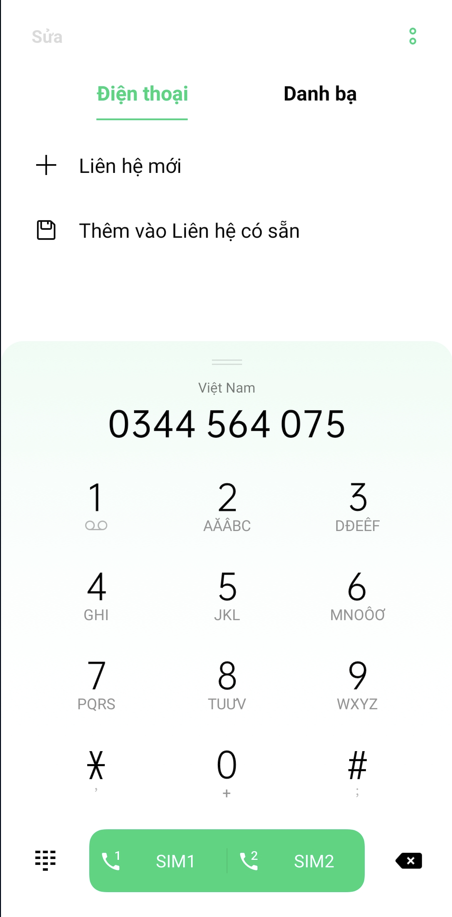 Sửa
Điện thoại Danh bạ
Liên hệ mới
Thêm vào Liên hệ có sẵn
Việt Nam
0344 564 075
1 2 3
AĂÂBC DĐEÊF
4 5 6
GHI JKL MNOÔƠ
7 8 9
PQRS TUƯV WXYZ
* 0 #
, + ;
1 SIM1 2 SIM2